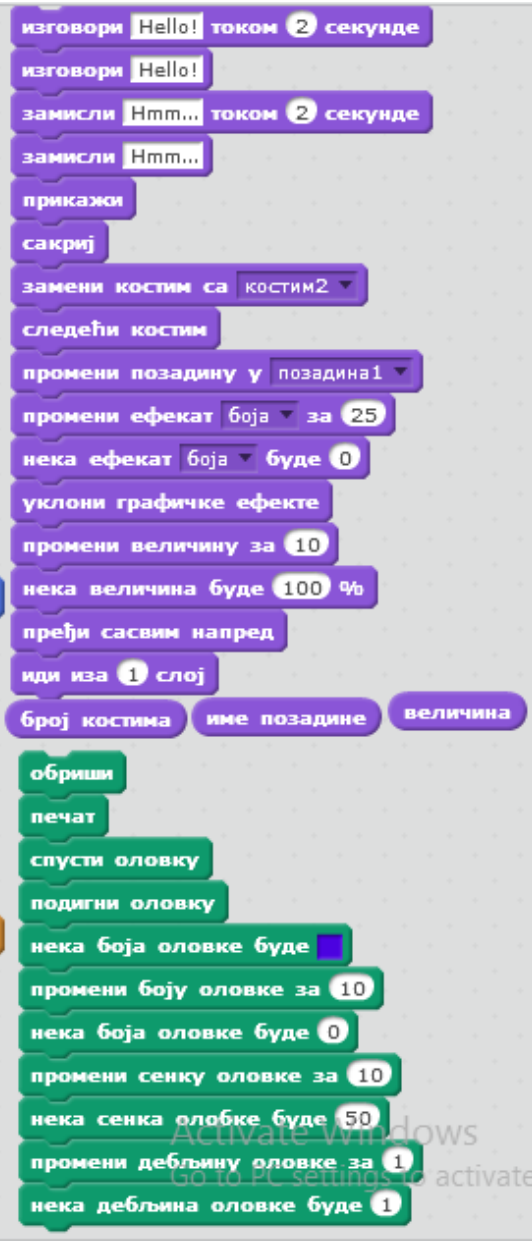 изговори Hello! током 2 секунде
изговори Hello!
замисли Hmm... током 2 секунде
замисли Hmm...
прикажи
сакриј
замени костим са костим2
следећи костим
промени позадину у позадина1
промени ефекат боја за 25
нека ефекат боја буде 0
уклони графичке ефекте
промени величину за 10
нека величина буде 100 %
пређи сасвим напред
иди иза 1 слој
број костима име позадине величина
обриши
печат
спусти оловку
подигни оловку
нека боја оловке буде
промени боју оловке за 10
нека боја оловке буде 0
промени сенку оловке за 10
нека сенка олобке буде 50
Activate Windows
промени дебљину оловке за 1
Go to PC settings to activate
нека дебљина оловке буде 1